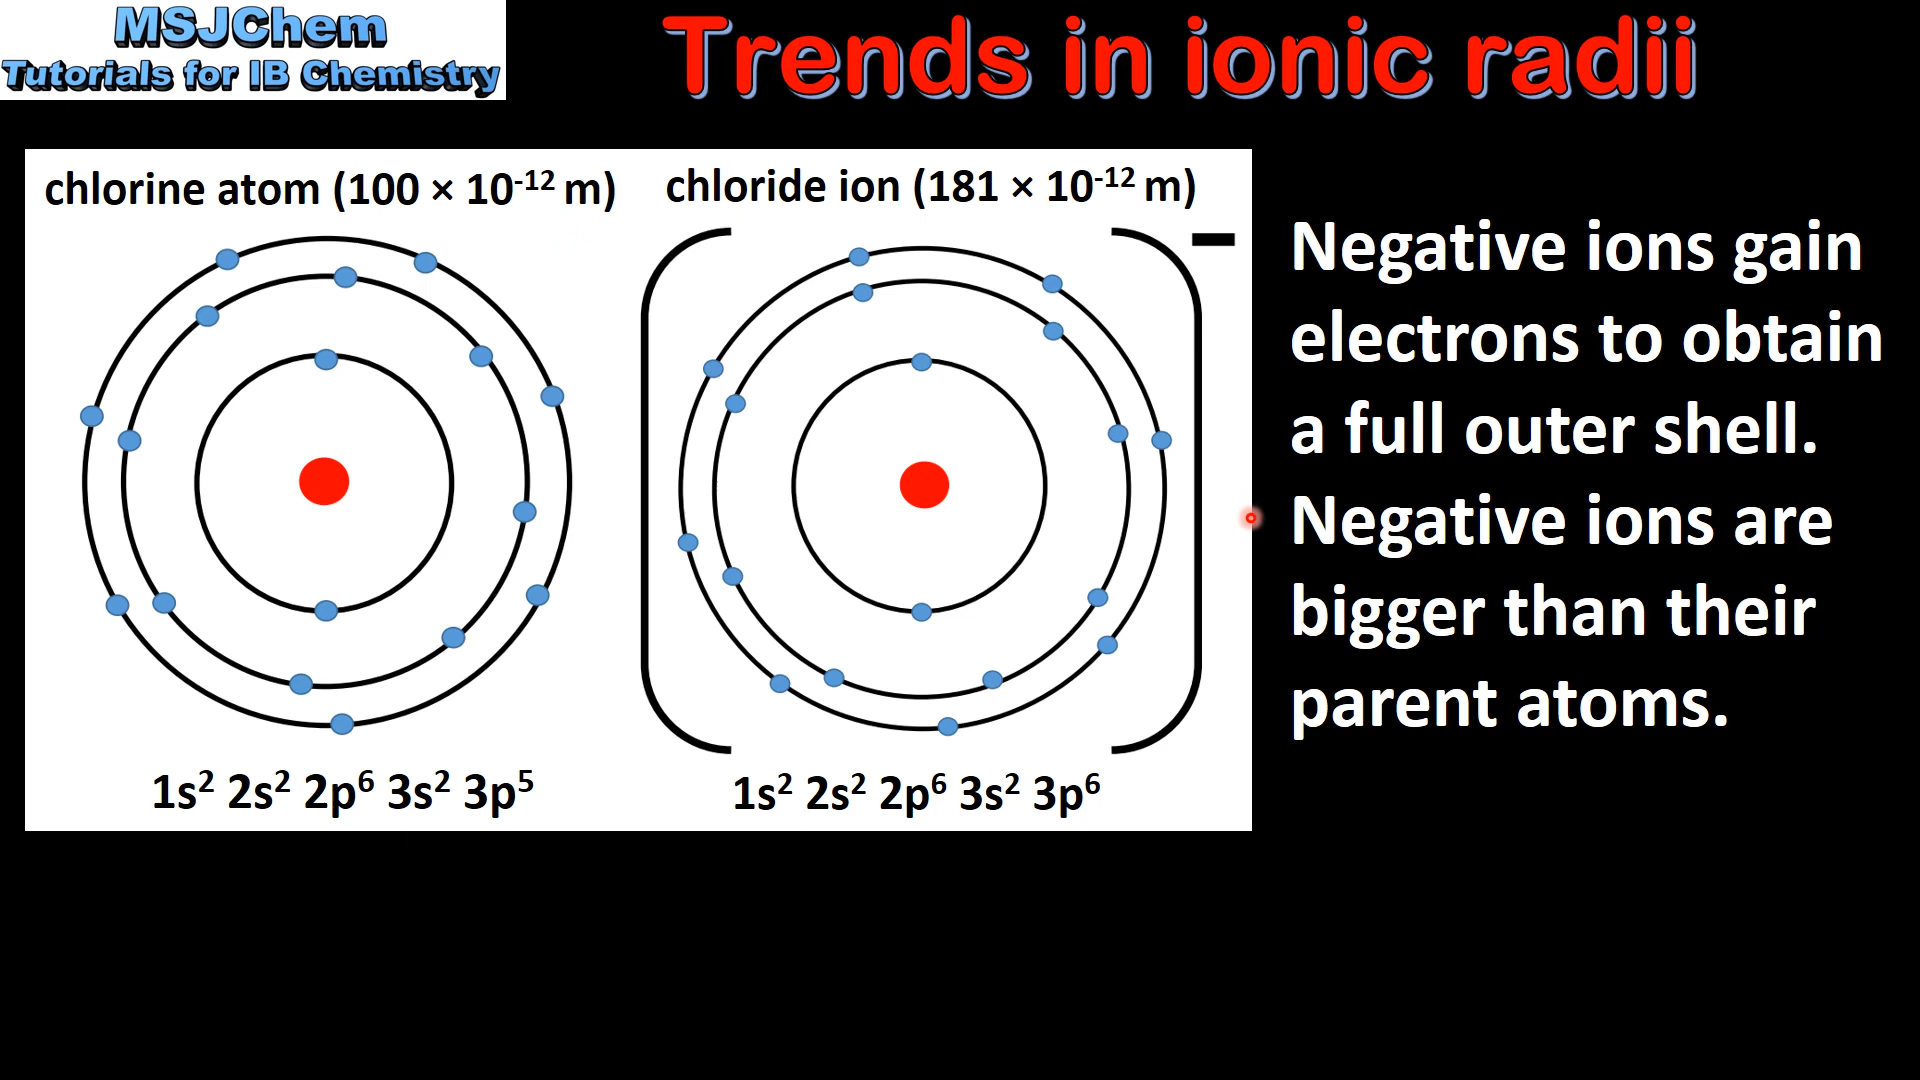 MSJChem
Tutorials for IB Chemistry
Trends in ionic radii
chlorine atom (100 × 10⁻¹² m)
chloride ion (181 × 10⁻¹² m)
–
1s² 2s² 2p⁶ 3s² 3p⁵
1s² 2s² 2p⁶ 3s² 3p⁶
Negative ions gain
electrons to obtain
a full outer shell.
Negative ions are
bigger than their
parent atoms.